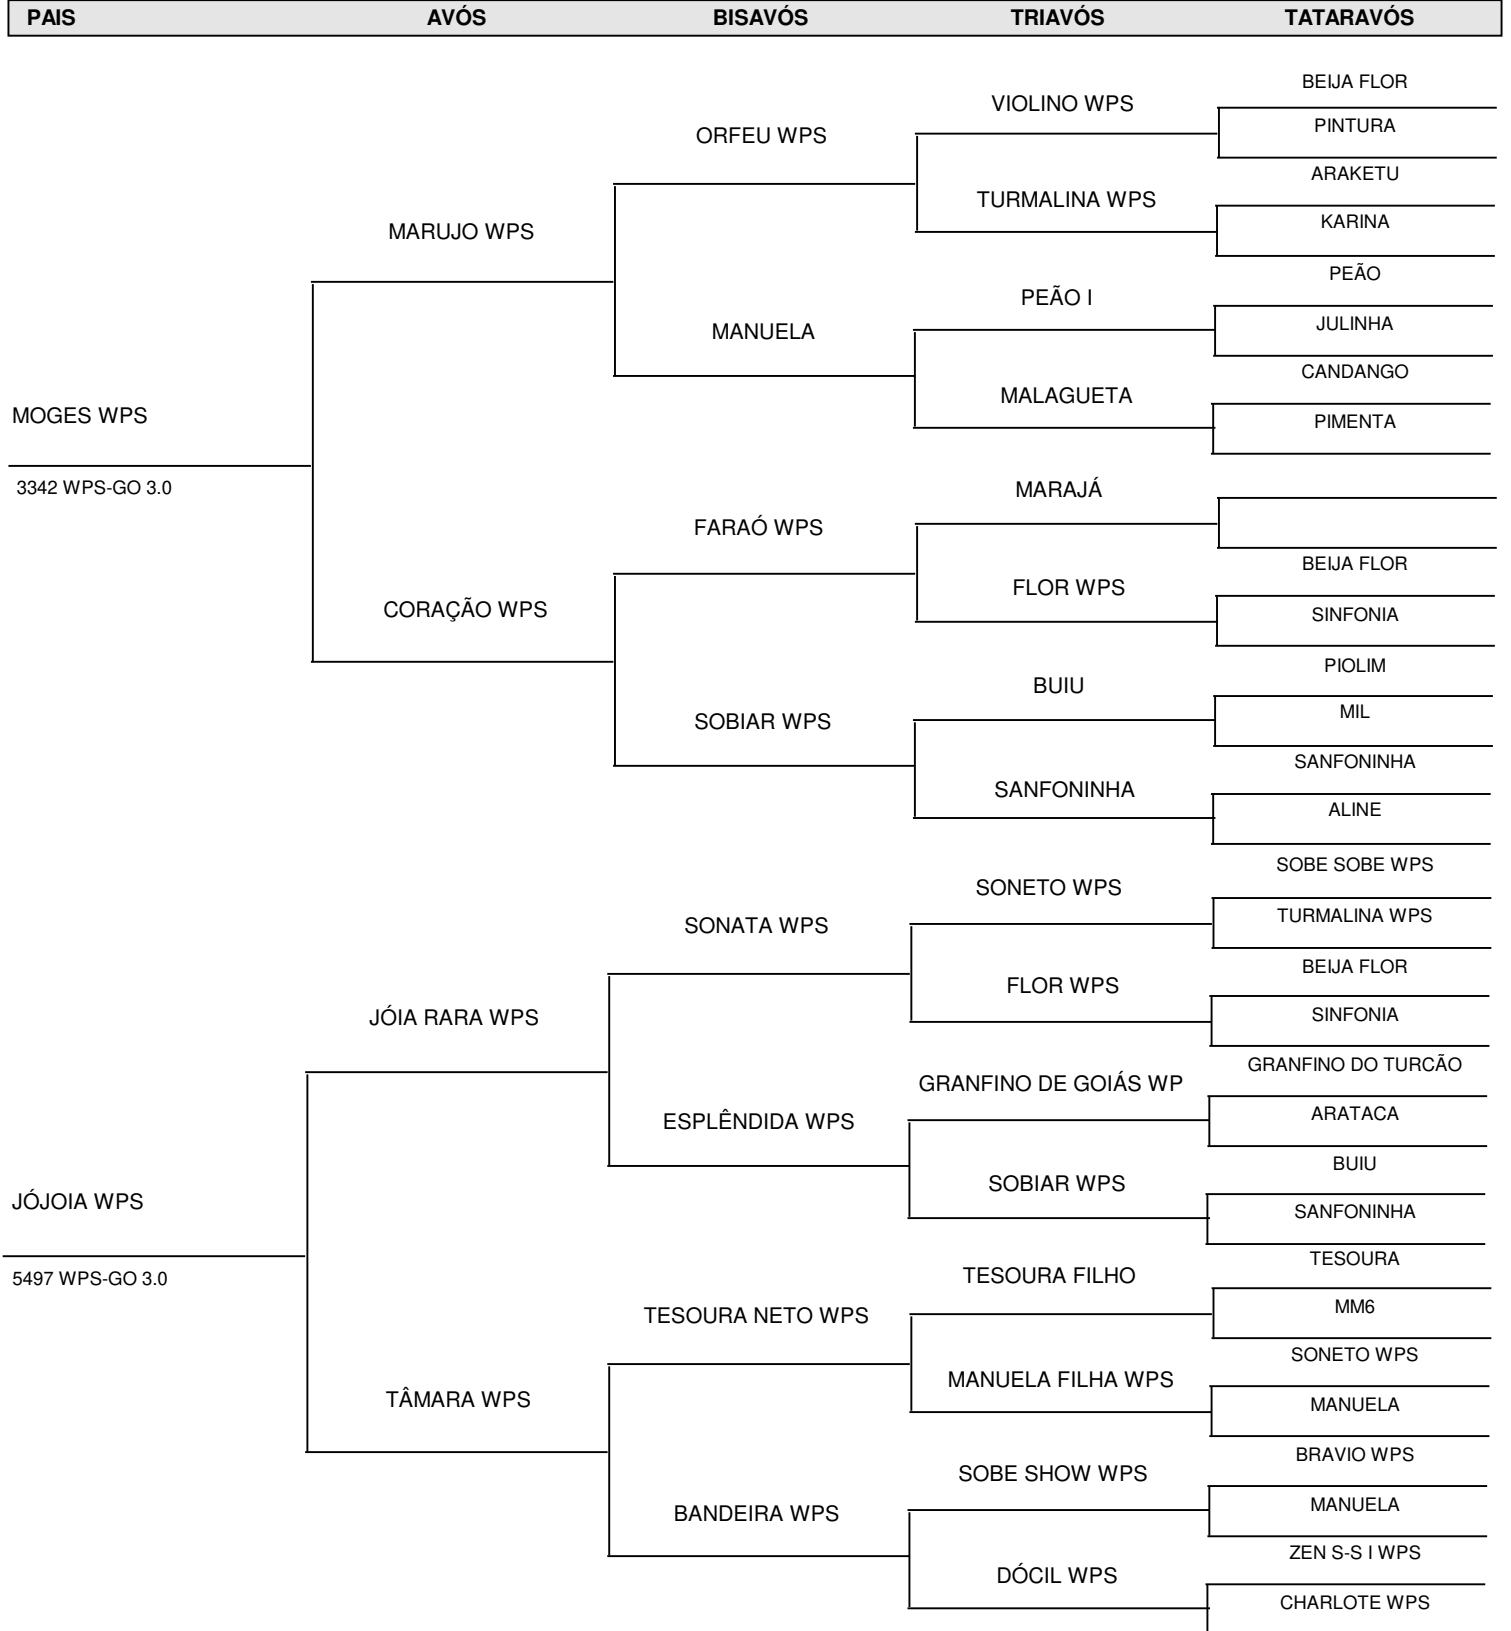 PAIS AVÓS BISAVÓS TRIAVÓS TATARAVÓS
BEIJA FLOR
VIOLINO WPS
PINTURA
ORFEU WPS
ARAKETU
TURMALINA WPS
KARINA
MARUJO WPS
PEÃO
PEÃO I
JULINHA
MANUELA
CANDANGO
MALAGUETA
PIMENTA
MOGES WPS
3342 WPS-GO 3.0
MARAJÁ
FARAÓ WPS
BEIJA FLOR
FLOR WPS
SINFONIA
CORAÇÃO WPS
PIOLIM
BUIU
MIL
SOBIAR WPS
SANFONINHA
SANFONINHA
ALINE
SOBE SOBE WPS
SONETO WPS
TURMALINA WPS
SONATA WPS
BEIJA FLOR
FLOR WPS
SINFONIA
JÓIA RARA WPS
GRANFINO DO TURCÃO
GRANFINO DE GOIÁS WP
ARATACA
ESPLÊNDIDA WPS
BUIU
SOBIAR WPS
SANFONINHA
JÓJOIA WPS
5497 WPS-GO 3.0
TESOURA
TESOURA FILHO
MM6
TESOURA NETO WPS
SONETO WPS
MANUELA FILHA WPS
MANUELA
TÂMARA WPS
BRAVIO WPS
SOBE SHOW WPS
MANUELA
BANDEIRA WPS
ZEN S-S I WPS
DÓCIL WPS
CHARLOTE WPS